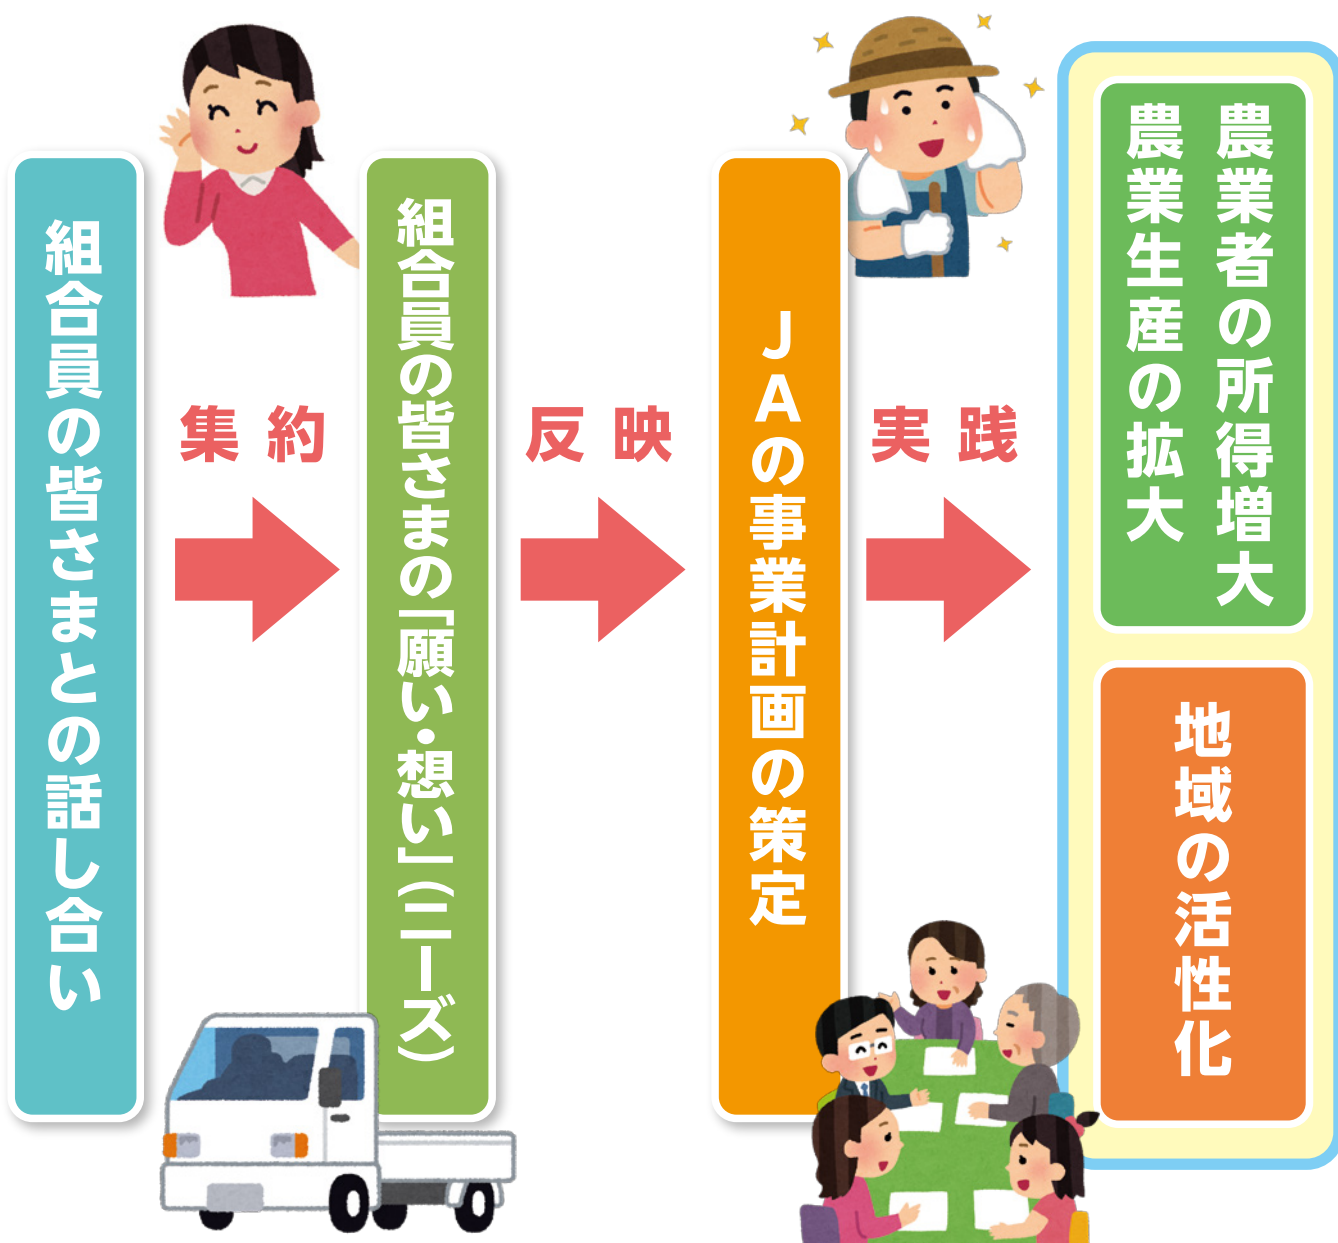 組合員の皆さまとの話し合い
集約
組合員の皆さまの「願い・想い」(ニーズ)
反映
JAの事業計画の策定
実践
農業者の所得増大
農業生産の拡大
地域の活性化